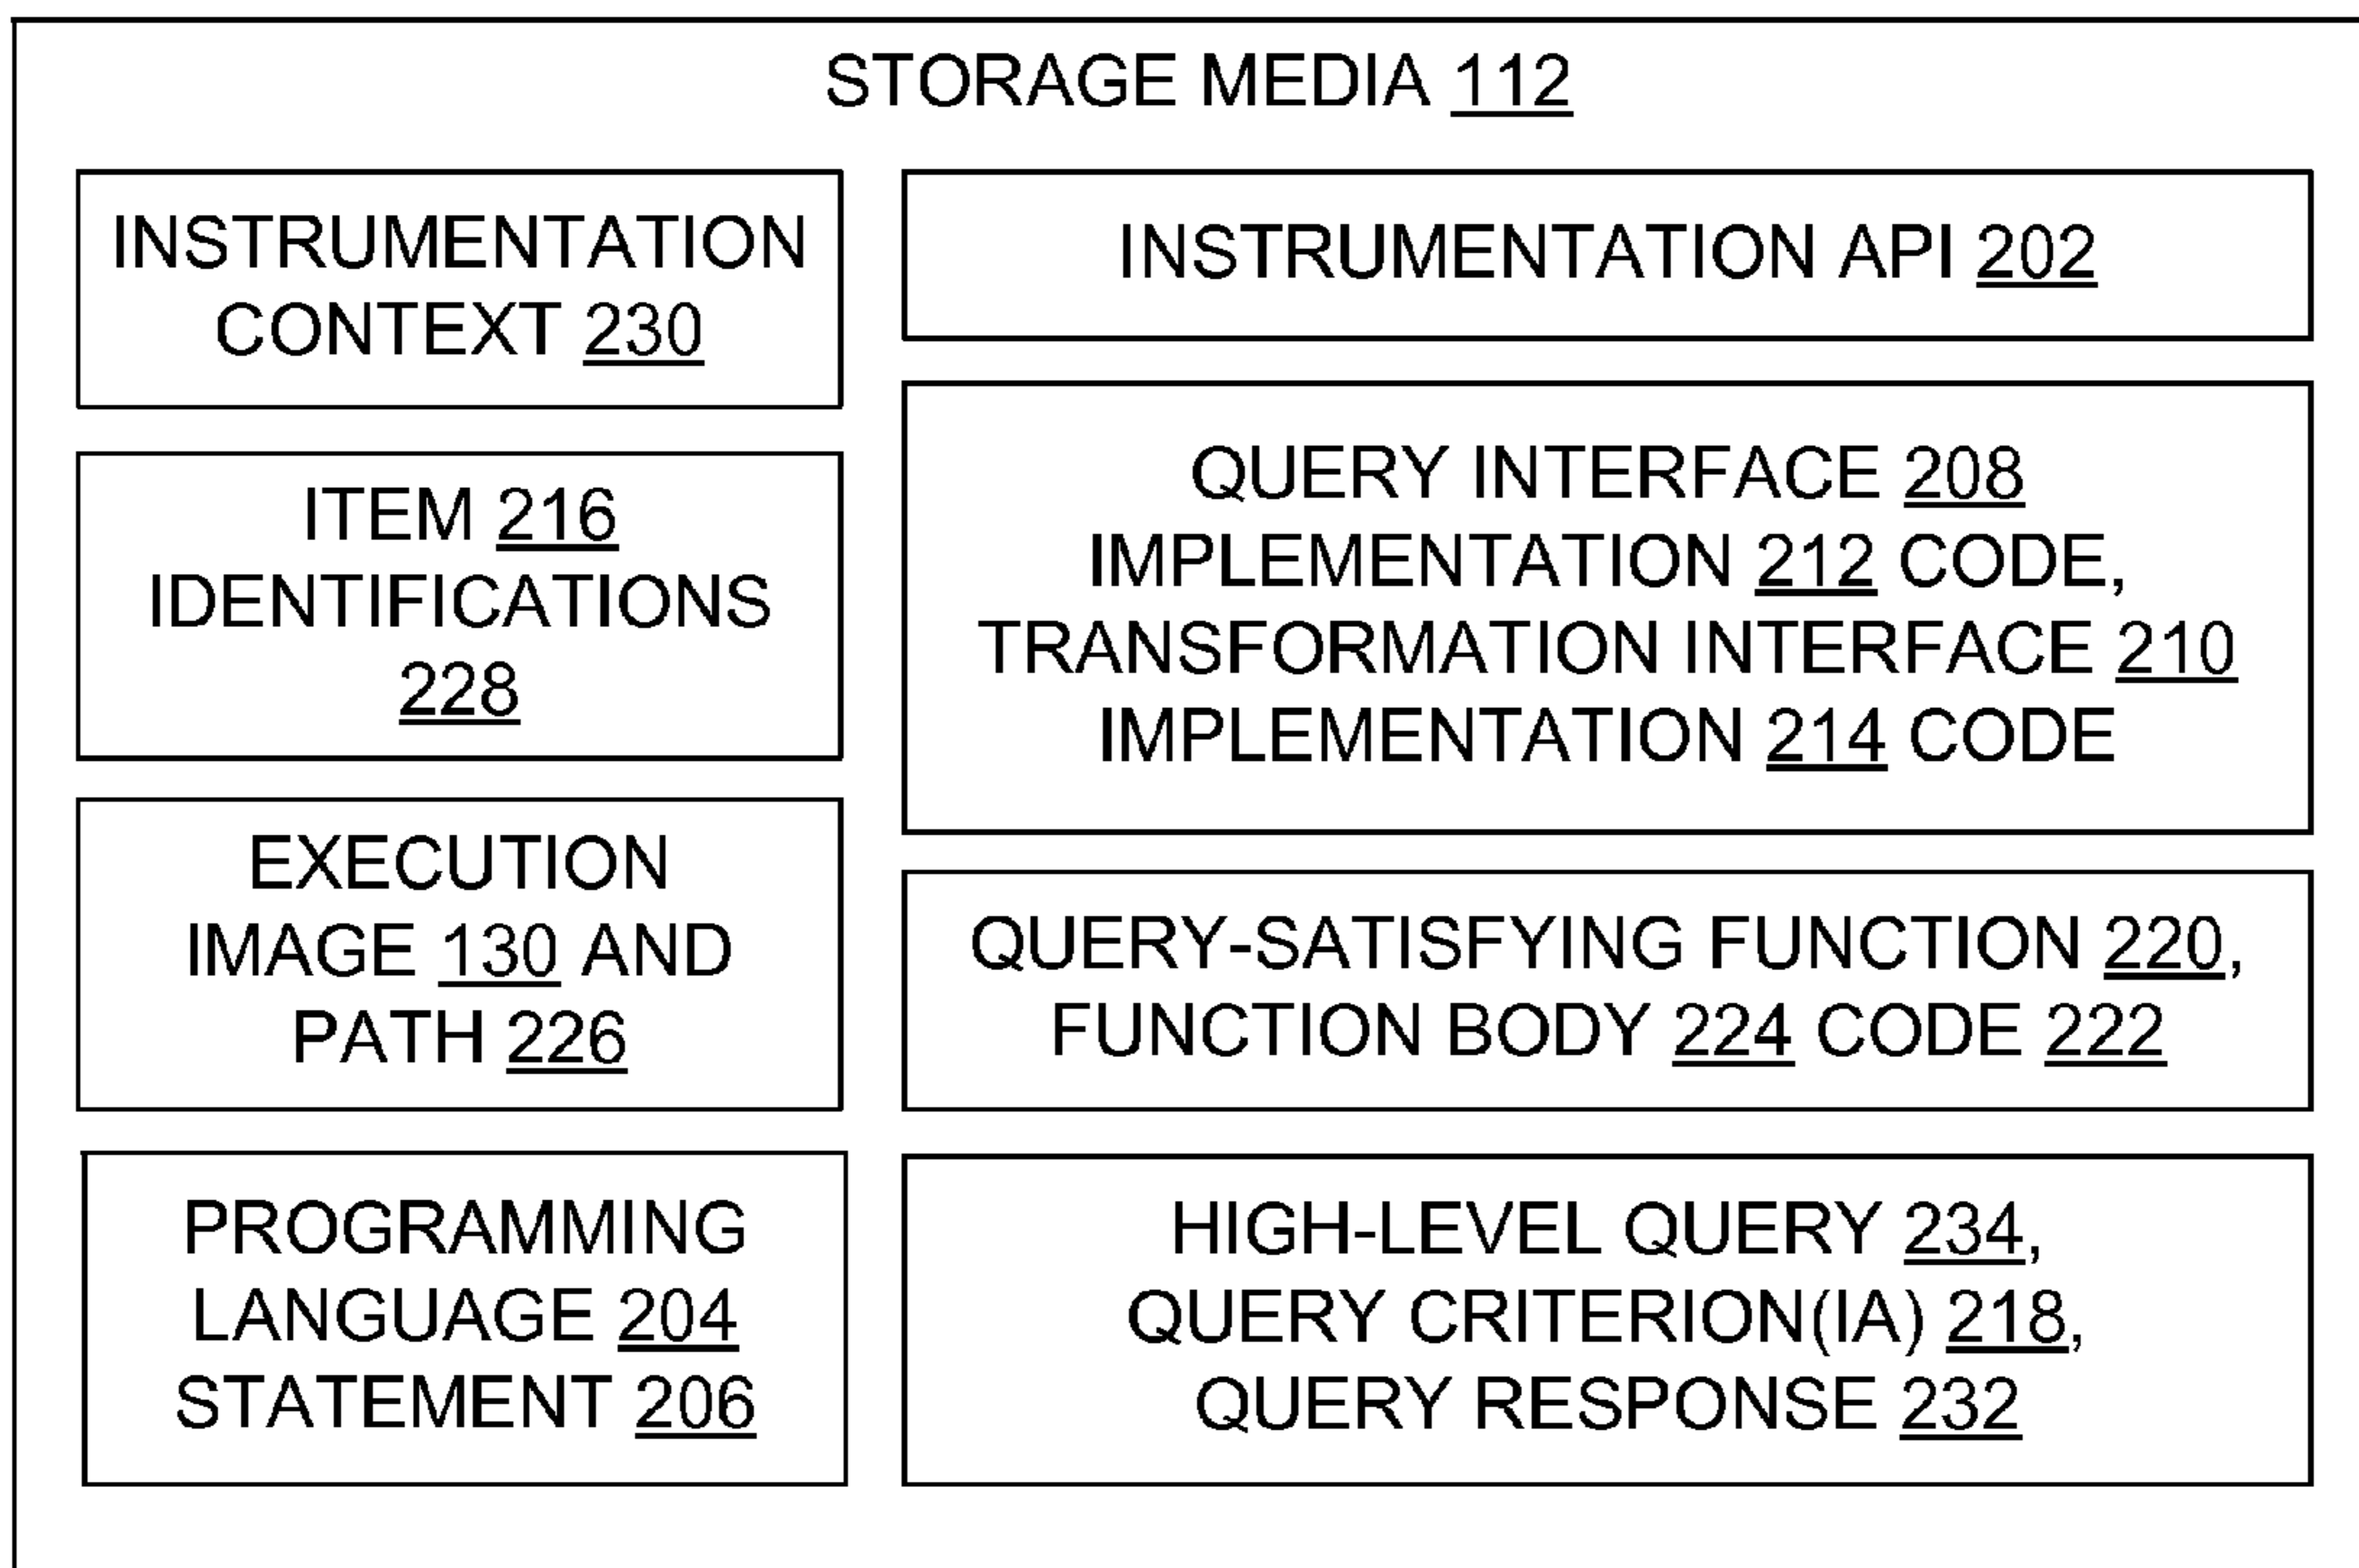 STORAGE MEDIA 112
INSTRUMENTATION
CONTEXT 230
ITEM 216
IDENTIFICATIONS
228
EXECUTION
IMAGE 130 AND
PATH 226
PROGRAMMING
LANGUAGE 204
STATEMENT 206
INSTRUMENTATION API 202
QUERY INTERFACE 208
IMPLEMENTATION 212 CODE,
TRANSFORMATION INTERFACE 210
IMPLEMENTATION 214 CODE
QUERY-SATISFYING FUNCTION 220,
FUNCTION BODY 224 CODE 222
HIGH-LEVEL QUERY 234,
QUERY CRITERION(IA) 218,
QUERY RESPONSE 232